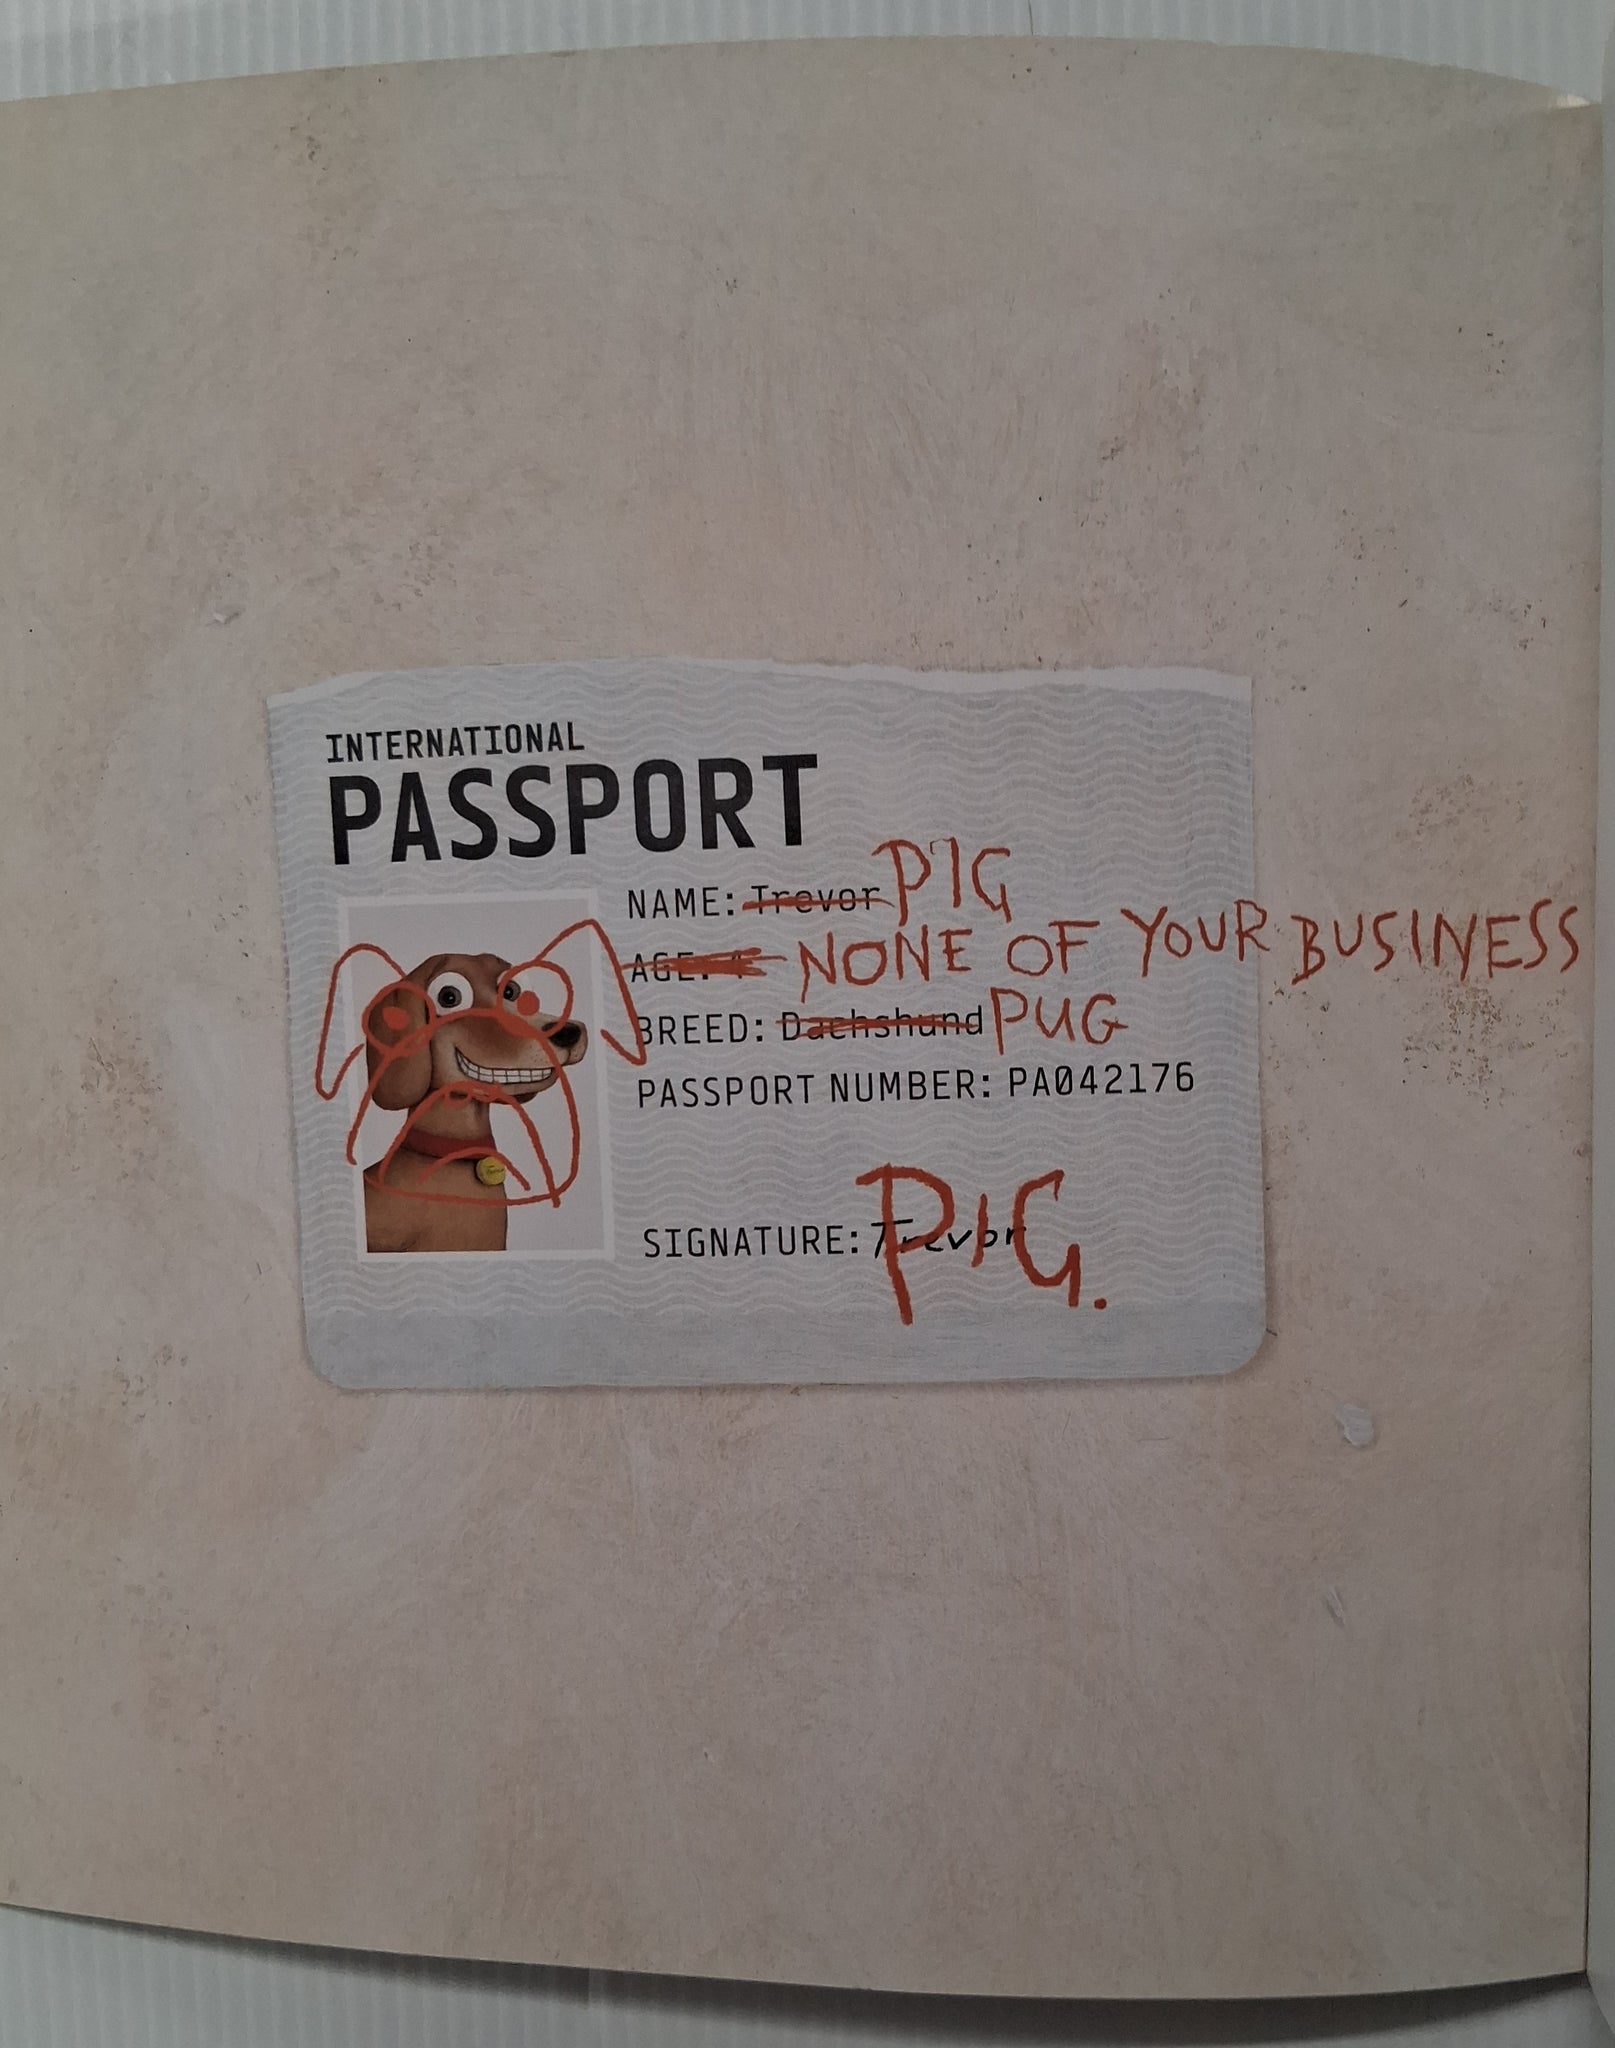 INTERNATIONAL
PASSPORT
NAME: Trevor PIG
AGE: NONE OF YOUR BUSINESS
BREED: Dachshund PUG
PASSPORT NUMBER: PA042176
SIGNATURE: Trevor PIG.